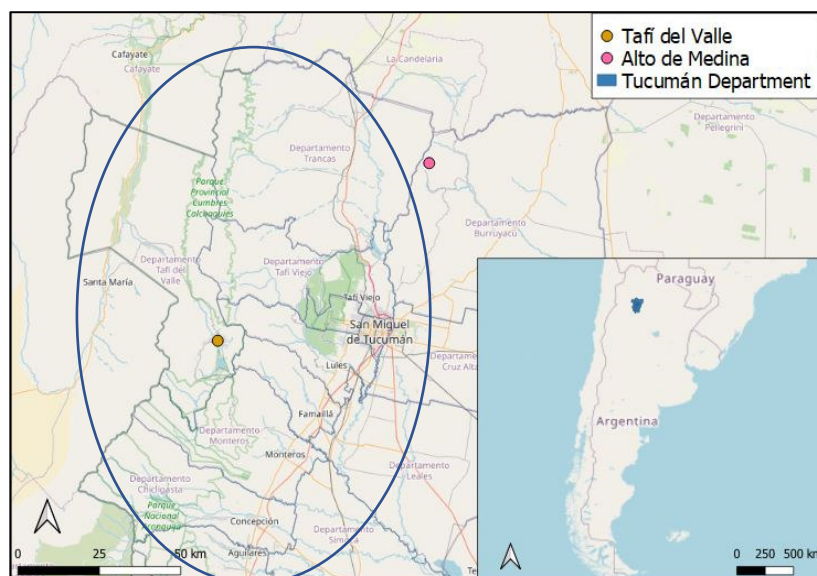 Tafí del Valle
Alto de Medina
Tucumán Department
Cafayate
Cafayate
La Candelaria
Departamento
Pellegrini
Departamento
Trancas
Parque
Provincial
Cumbres
Calchaquíes
Departamento
Burruyacú
Departamento
Tafí del
Valle
Departamento
Tafí Viejo
Santa María
Tafí Viejo
San Miguel
de Tucumán
Departamento
Cruz Alta
Lules
Famaillá
Departamento
Monteros
Monteros
Departamento
Leales
Departamento
Chicligasta
Parque
Nacional
Aconquija
Concepción
Departamento
Simoca
Aguilares
0 25 50 km
Paraguay
Argentina
0 250 500 km